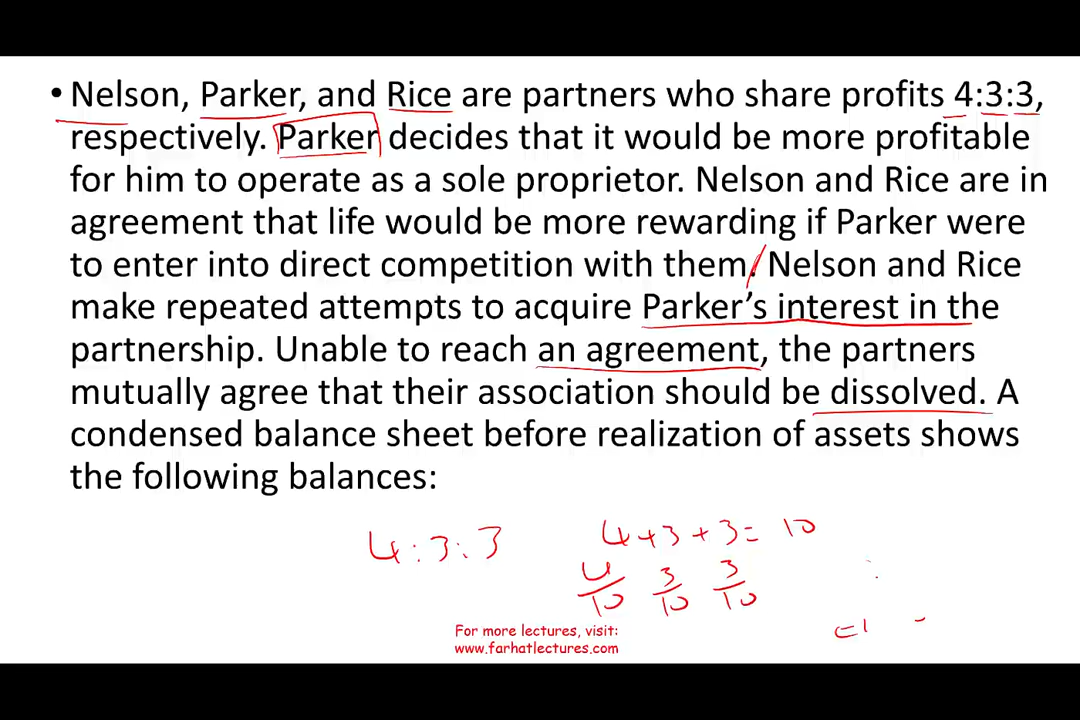 • Nelson, Parker, and Rice are partners who share profits 4:3:3,
respectively. Parker decides that it would be more profitable
for him to operate as a sole proprietor. Nelson and Rice are in
agreement that life would be more rewarding if Parker were
to enter into direct competition with them. Nelson and Rice
make repeated attempts to acquire Parker’s interest in the
partnership. Unable to reach an agreement, the partners
mutually agree that their association should be dissolved. A
condensed balance sheet before realization of assets shows
the following balances:
4:3:3 4+3+3= 10
4/10 3/10 3/10
For more lectures, visit:
www.farhatlectures.com